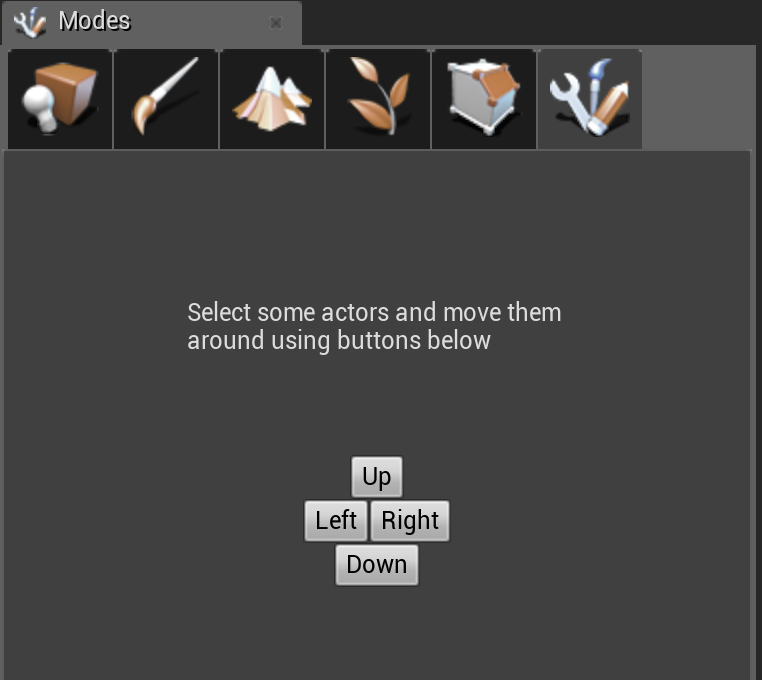 Modes
Select some actors and move them
around using buttons below
Up
Left Right
Down